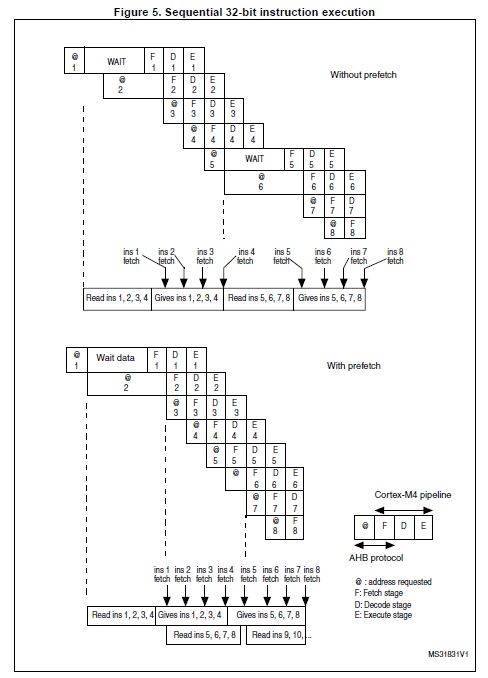 Figure 5. Sequential 32-bit instruction execution
@ 1 WAIT F 1 D 1 E 1
Without prefetch
@ 2 F 2 D 2 E 2
@ 3 F 3 D 3 E 3
@ 4 F 4 D 4 E 4
@ 5 WAIT F 5 D 5 E 5
@ 6 F 6 D 6 E 6
@ 7 F 7 D 7
@ 8 F 8
ins 1 fetch ins 2 fetch ins 3 fetch ins 4 fetch ins 5 fetch ins 6 fetch ins 7 fetch ins 8 fetch
Read ins 1, 2, 3, 4 Gives ins 1, 2, 3, 4 Read ins 5, 6, 7, 8 Gives ins 5, 6, 7, 8
@ 1 Wait data F 1 D 1 E 1
With prefetch
@ 2 F 2 D 2 E 2
@ 3 F 3 D 3 E 3
@ 4 F 4 D 4 E 4
@ 5 F 5 D 5 E 5
@ F 6 D 6 E 6
@ 7 F 7 D 7
@ 8 F 8
Cortex-M4 pipeline
@ F D E
AHB protocol
ins 1 fetch ins 2 fetch ins 3 fetch ins 4 fetch ins 5 fetch ins 6 fetch ins 7 fetch ins 8 fetch
@ : address requested
F: Fetch stage
D: Decode stage
E: Execute stage
Read ins 1, 2, 3, 4 Gives ins 1, 2, 3, 4 Gives ins 5, 6, 7, 8
Read ins 5, 6, 7, 8 Read ins 9, 10, ...
MS31831V1